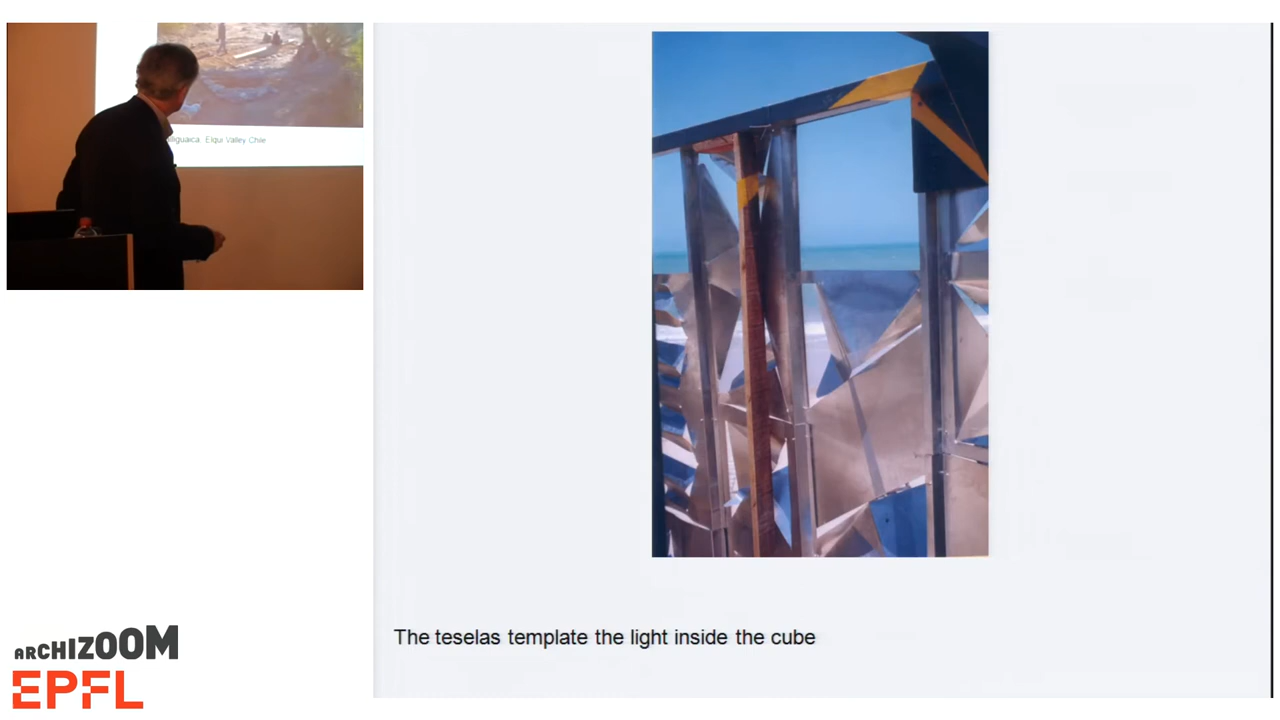 Elqui Valley Chile
The teselas template the light inside the cube
ARCHIZOOM
EPFL